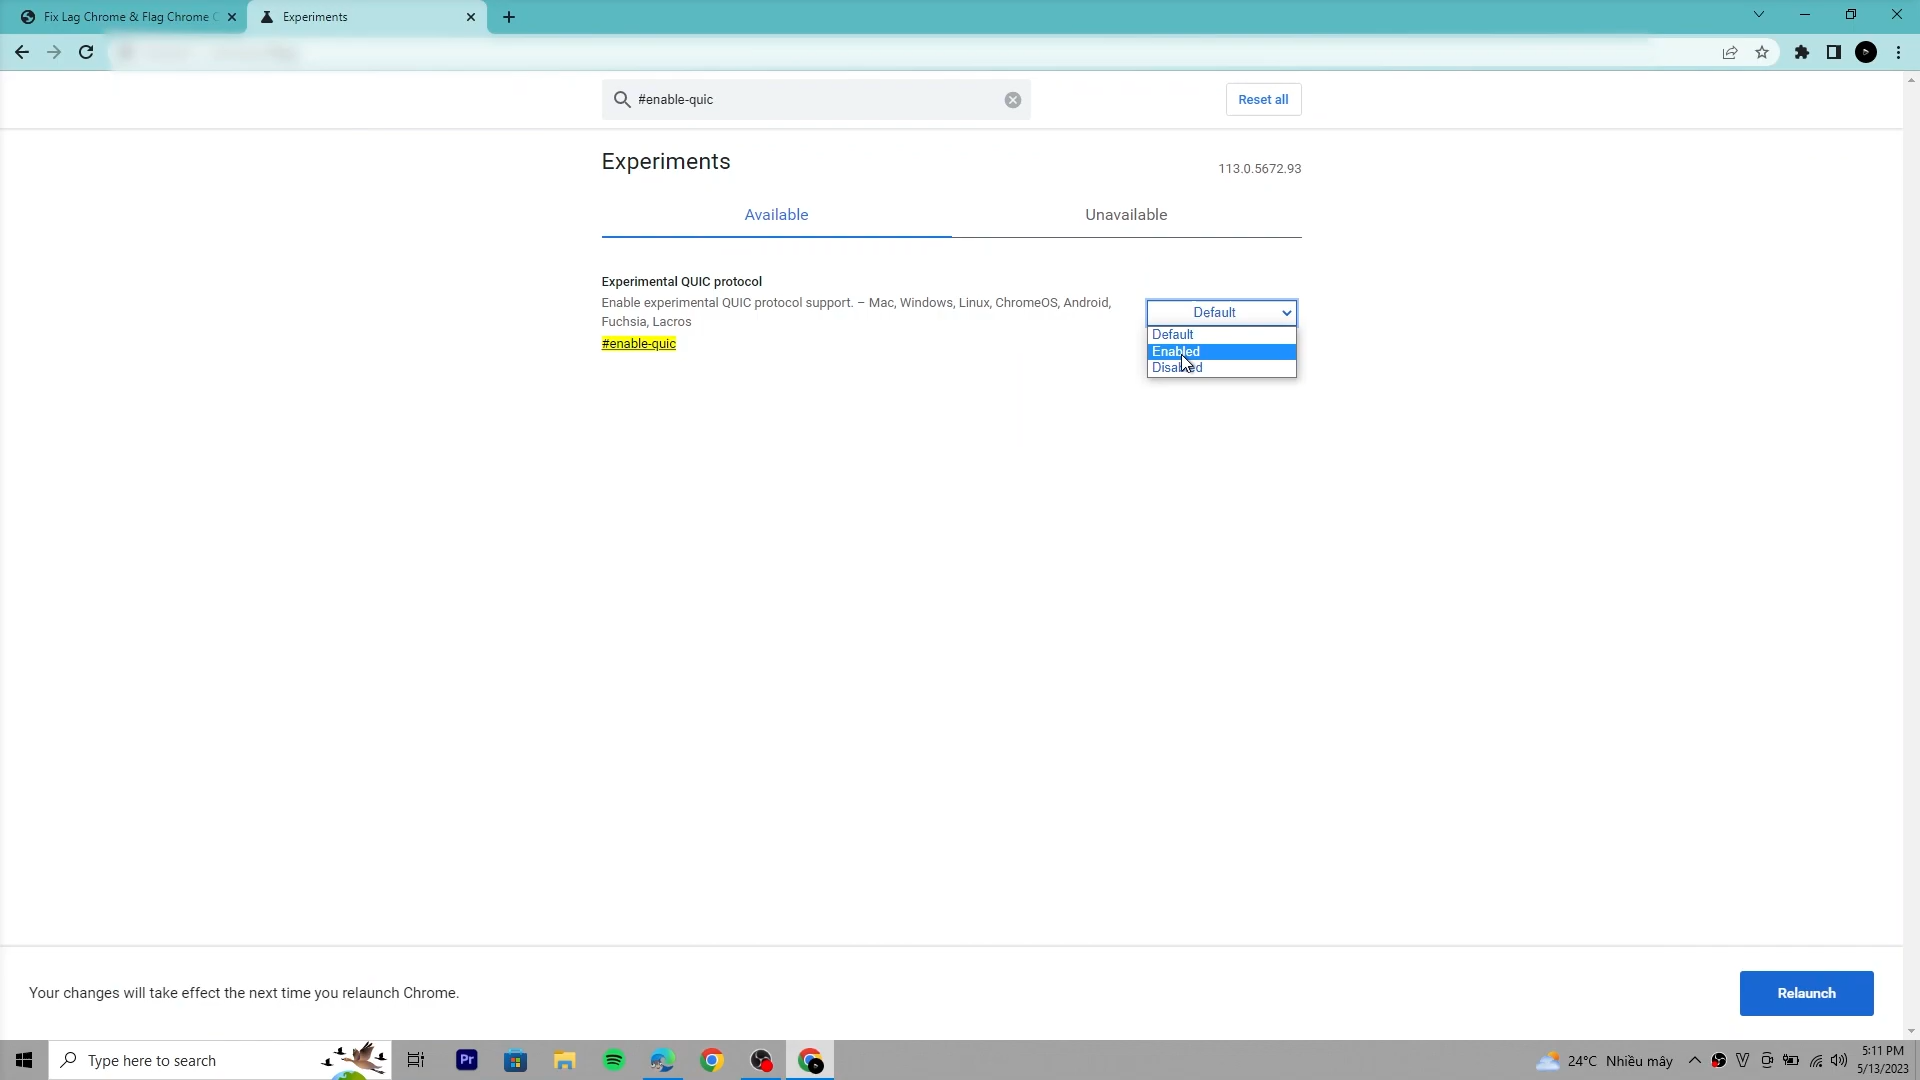 Fix Lag Chrome & Flag Chrome
Experiments
#enable-quic
Reset all
Experiments
113.0.5672.93
Available
Unavailable
Experimental QUIC protocol
Enable experimental QUIC protocol support. – Mac, Windows, Linux, ChromeOS, Android,
Fuchsia, Lacros
#enable-quic
Default
Default
Enabled
Disabled
Your changes will take effect the next time you relaunch Chrome.
Relaunch
Type here to search
Pr
24°C Nhiều mây
5:11 PM
5/13/2023